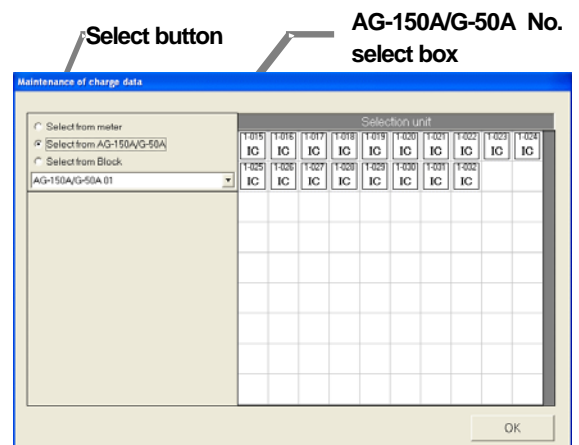 Select button
AG-150A/G-50A No.
select box
Maintenance of charge data
Select from meter
Select from AG-150A/G-50A
Select from Block
AG-150A/G-50A 01
Selection unit
1-015 1-016 1-017 1-018 1-019 1-020 1-021 1-022 1-023 1-024
IC IC IC IC IC IC IC IC IC IC
1-025 1-026 1-027 1-028 1-029 1-030 1-031 1-032
IC IC IC IC IC IC IC IC
OK